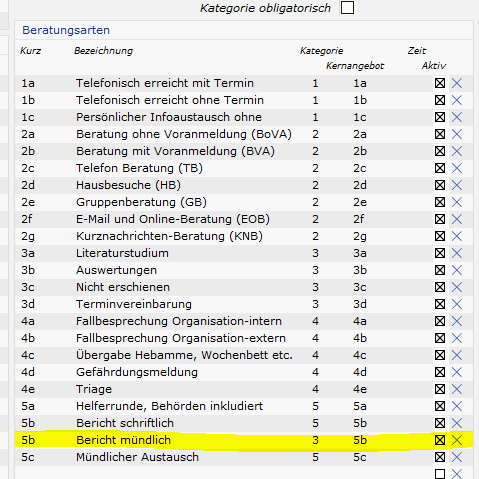 Kategorie obligatorisch
Beratungsarten
Kurz Bezeichnung Kategorie Zeit
Kernangebot Aktiv
1a Telefonisch erreicht mit Termin 1 1a
1b Telefonisch erreicht ohne Termin 1 1b
1c Persönlicher Infoaustausch ohne 1 1c
2a Beratung ohne Voranmeldung (BoVA) 2 2a
2b Beratung mit Voranmeldung (BVA) 2 2b
2c Telefon Beratung (TB) 2 2c
2d Hausbesuche (HB) 2 2d
2e Gruppenberatung (GB) 2 2e
2f E-Mail und Online-Beratung (EOB) 2 2f
2g Kurznachrichten-Beratung (KNB) 2 2g
3a Literaturstudium 3 3a
3b Auswertungen 3 3b
3c Nicht erschienen 3 3c
3d Terminvereinbarung 3 3d
4a Fallbesprechung Organisation-intern 4 4a
4b Fallbesprechung Organisation-extern 4 4b
4c Übergabe Hebamme, Wochenbett etc. 4 4c
4d Gefährdungsmeldung 4 4d
4e Triage 4 4e
5a Helferrunde, Behörden inkludiert 5 5a
5b Bericht schriftlich 5 5b
5b Bericht mündlich 3 5b
5c Mündlicher Austausch 5 5c